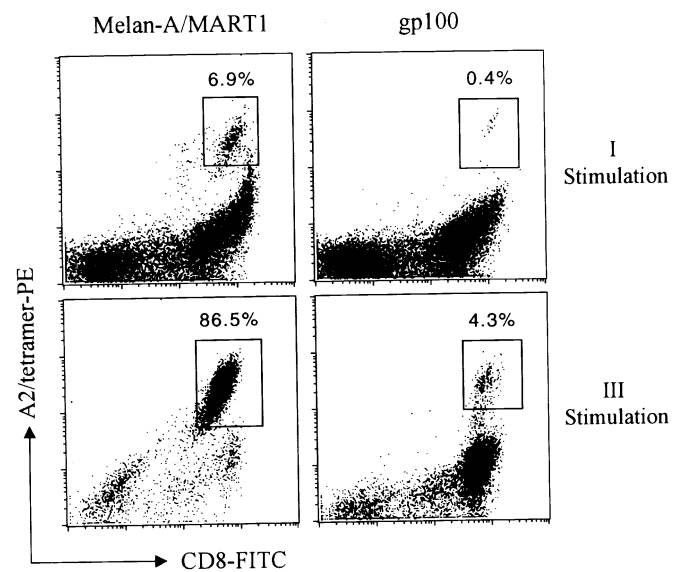 Melan-A/MART1
gp100
6.9%
0.4%
I
Stimulation
86.5%
4.3%
III
Stimulation
A2/tetramer-PE
CD8-FITC